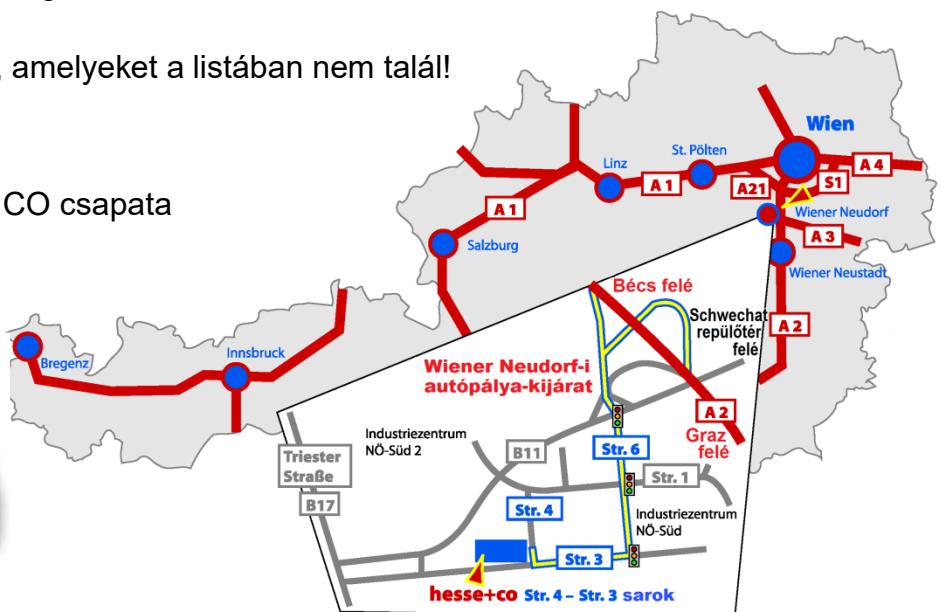 , amelyeket a listában nem talál!
CO csapata
Wien
St. Pölten
Linz
A 1
A21
S1
A 4
A 1
Wiener Neudorf
A 3
Salzburg
Wiener Neustadt
A 2
Bregenz
Innsbruck
Bécs felé
Schwechat
repülőtér
felé
Wiener Neudorf-i
autópálya-kijárat
A 2
Graz
felé
Industriezentrum
NÖ-Süd 2
B11
Str. 6
Triester
Straße
Str. 1
B17
Str. 4
Industriezentrum
NÖ-Süd
Str. 3
hesse+co Str. 4 – Str. 3 sarok